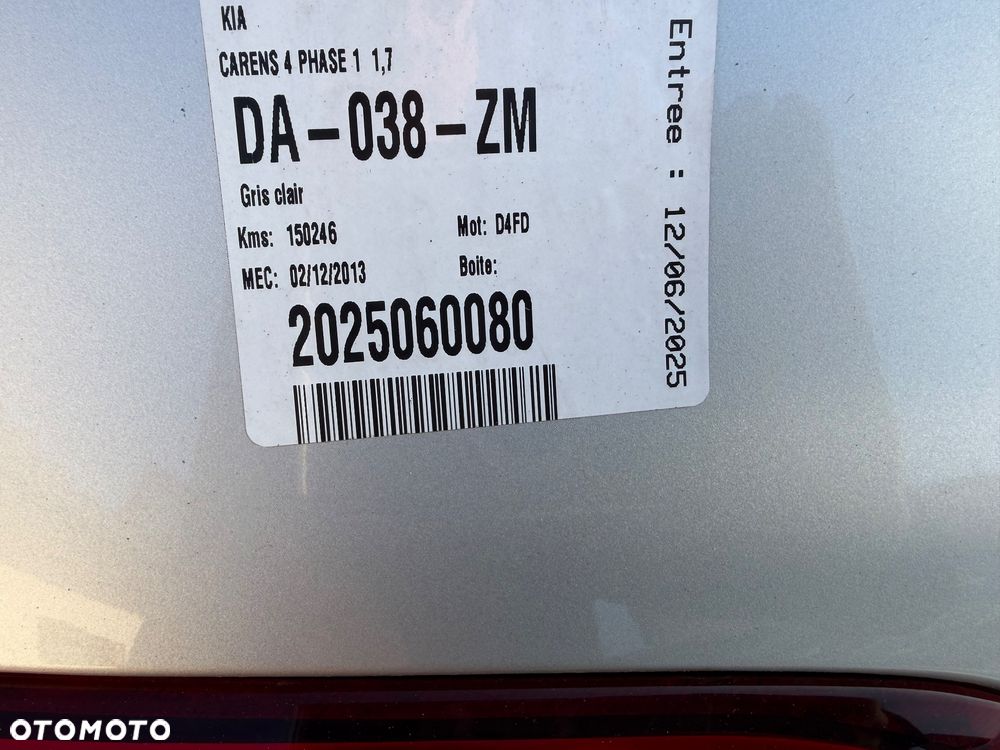 KIA
CARENS 4 PHASE 1 1,7
DA-038-ZM
Gris clair
Kms: 150246 Mot: D4FD
MEC: 02/12/2013 Boite:
2025060080
Entree : 12/06/2025
OTOMOTO